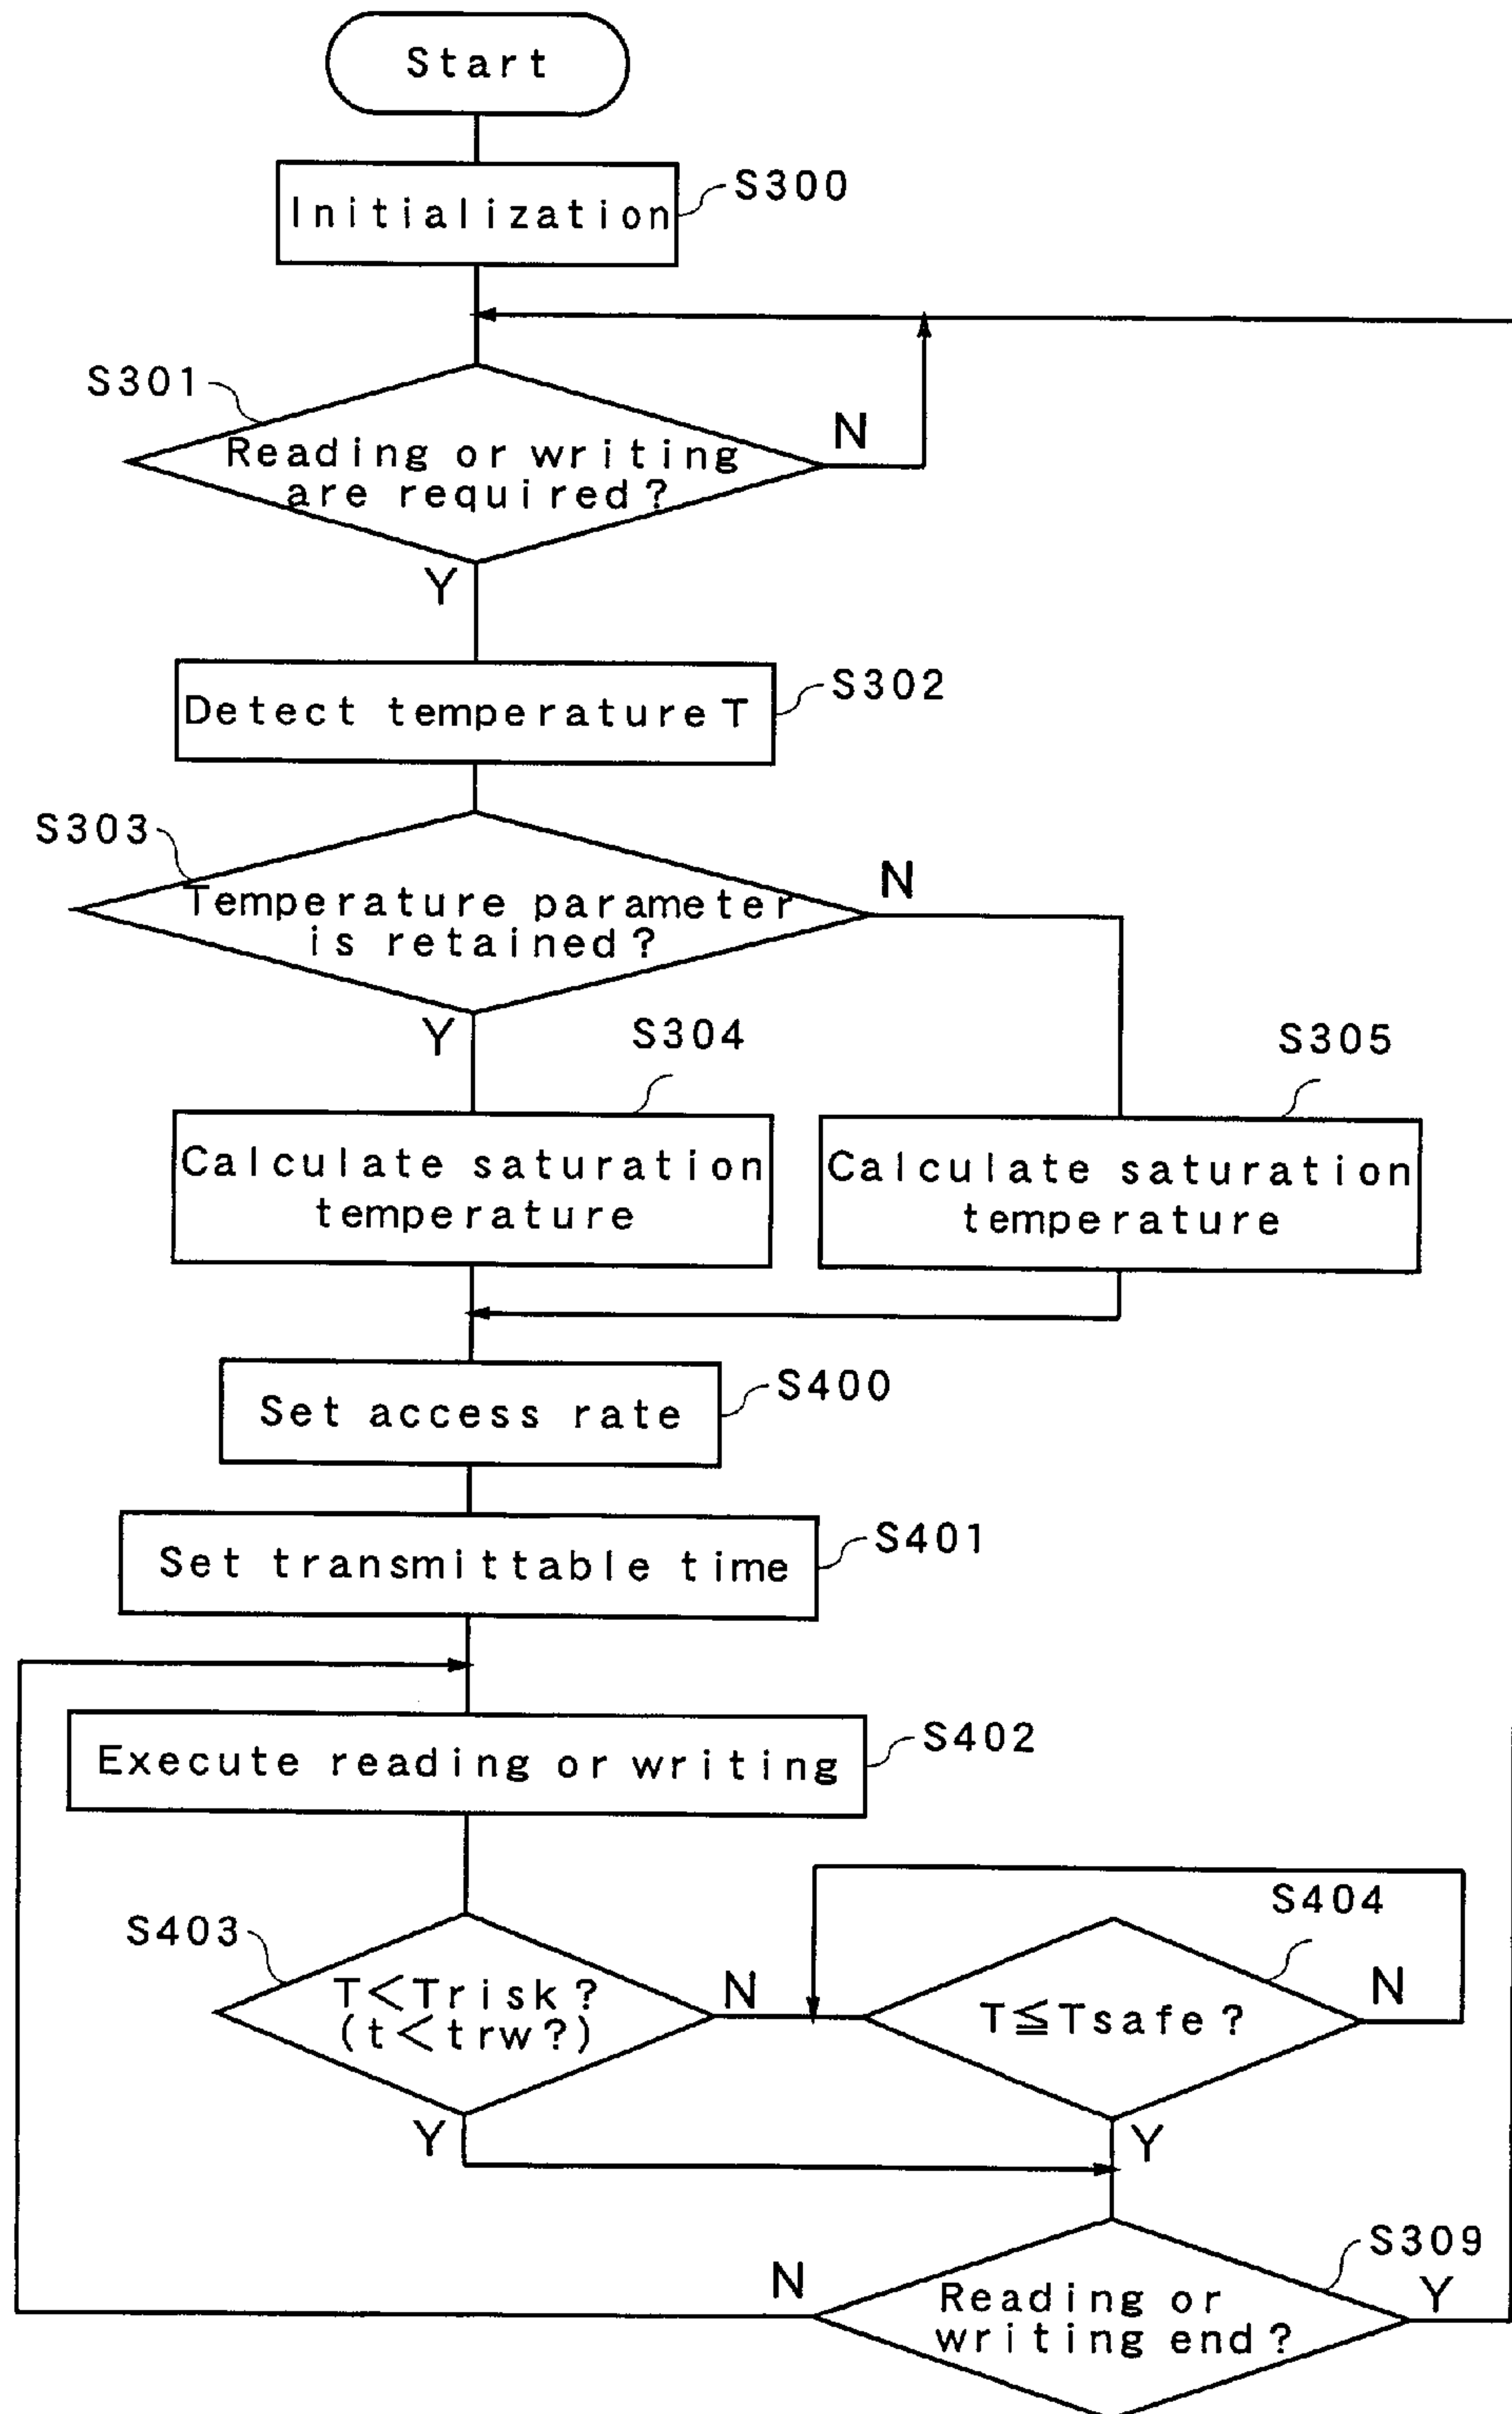 Start
Initialization
S300
S301
Reading or writing
are required?
N
Y
Detect temperature T
S302
S303
Temperature parameter
is retained?
N
Y
S304
S305
Calculate saturation
temperature
Calculate saturation
temperature
Set access rate
S400
Set transmittable time
S401
Execute reading or writing
S402
S403
T<Trisk?
(t<trw?)
N
Y
S404
T≦Tsafe?
N
Y
S309
Reading or
writing end?
N
Y